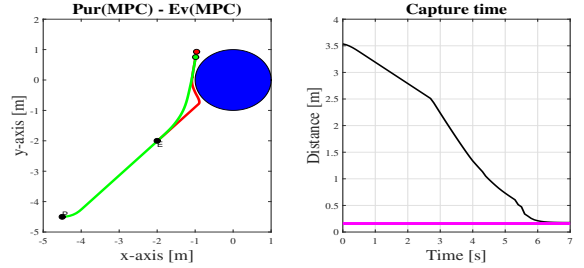 Pur(MPC) - Ev(MPC)
y-axis [m]
2
1
0
-1
-2
-3
-4
-5
E
P
-5 -4 -3 -2 -1 0 1
x-axis [m]
Capture time
Distance [m]
4
3.5
3
2.5
2
1.5
1
0.5
0
0 1 2 3 4 5 6 7
Time [s]